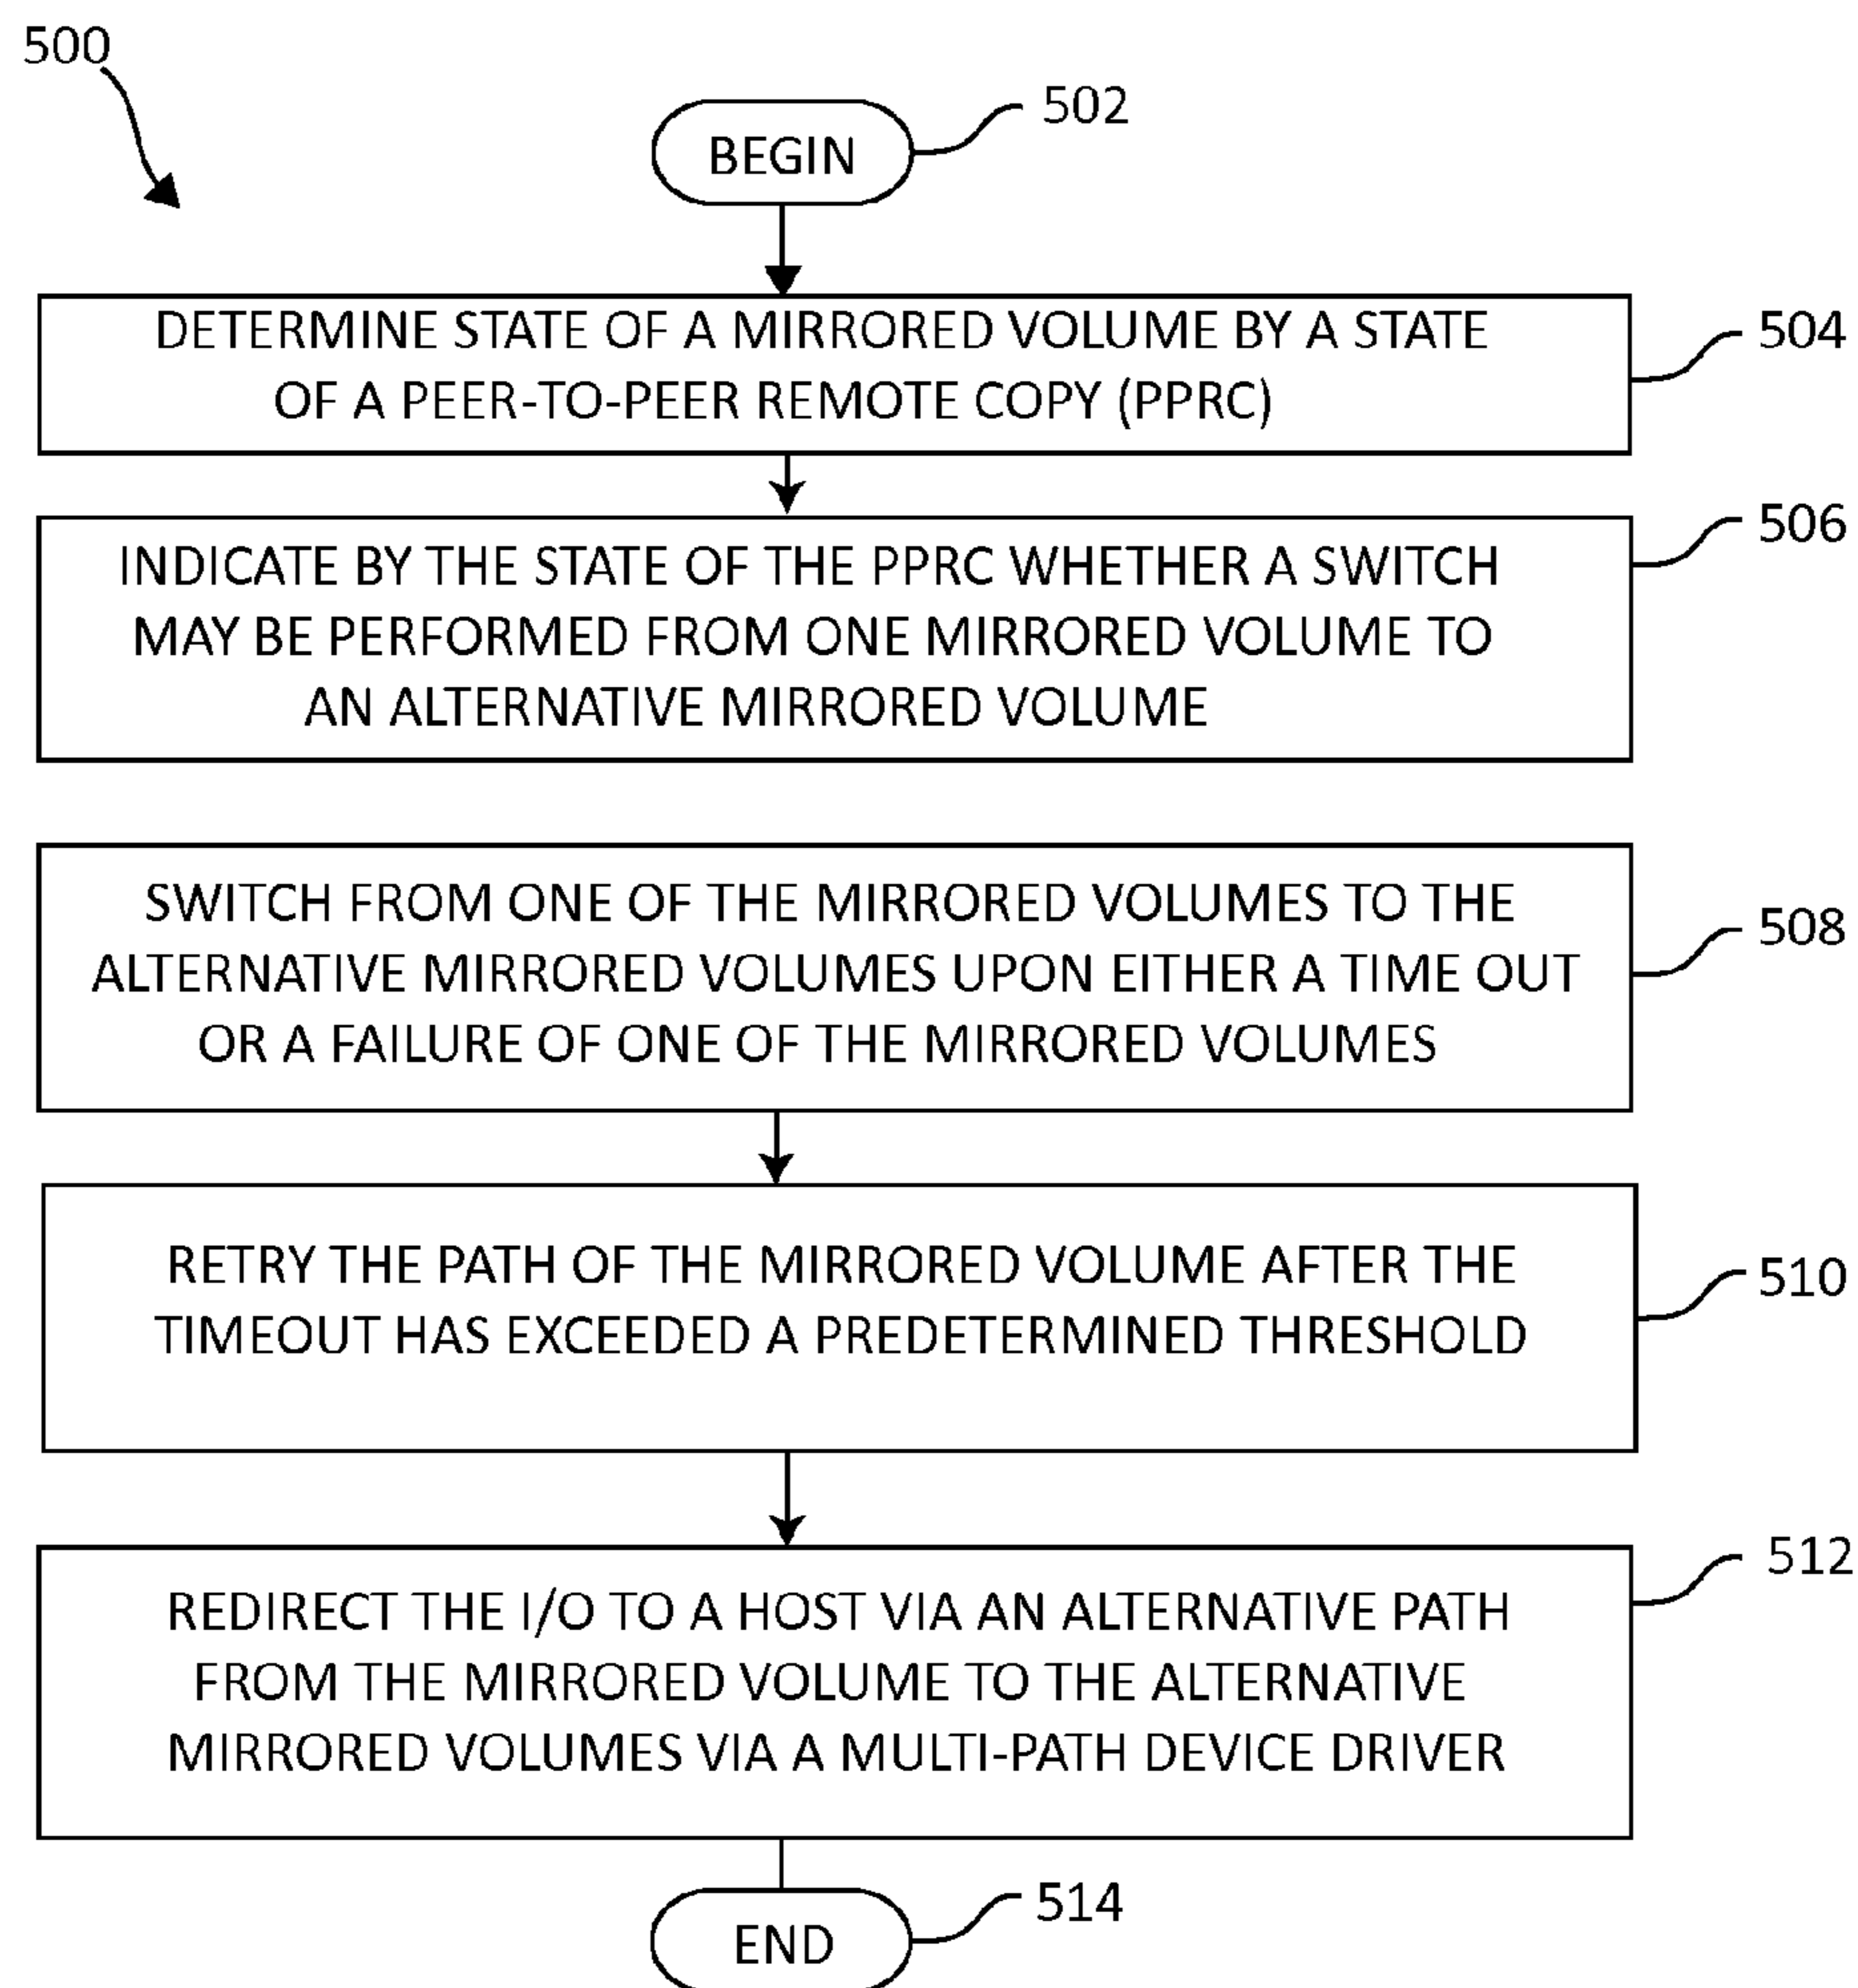 500
BEGIN
502
DETERMINE STATE OF A MIRRORED VOLUME BY A STATE
OF A PEER-TO-PEER REMOTE COPY (PPRC)
504
INDICATE BY THE STATE OF THE PPRC WHETHER A SWITCH
MAY BE PERFORMED FROM ONE MIRRORED VOLUME TO
AN ALTERNATIVE MIRRORED VOLUME
506
SWITCH FROM ONE OF THE MIRRORED VOLUMES TO THE
ALTERNATIVE MIRRORED VOLUMES UPON EITHER A TIME OUT
OR A FAILURE OF ONE OF THE MIRRORED VOLUMES
508
RETRY THE PATH OF THE MIRRORED VOLUME AFTER THE
TIMEOUT HAS EXCEEDED A PREDETERMINED THRESHOLD
510
REDIRECT THE I/O TO A HOST VIA AN ALTERNATIVE PATH
FROM THE MIRRORED VOLUME TO THE ALTERNATIVE
MIRRORED VOLUMES VIA A MULTI-PATH DEVICE DRIVER
512
END
514